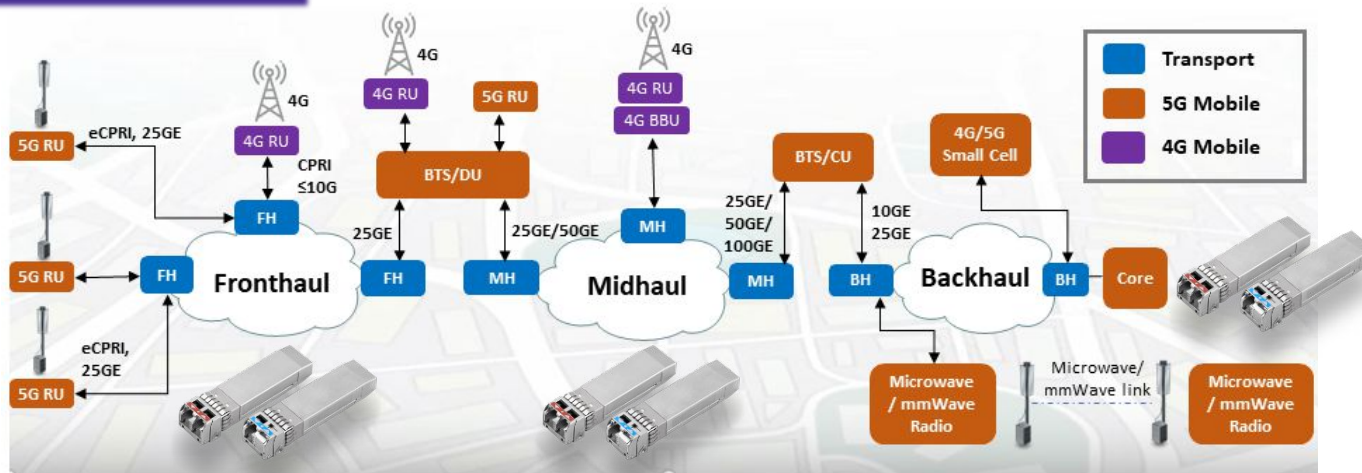 4G
4G
4G
Transport
5G Mobile
4G Mobile
4G RU
5G RU
4G RU
4G BBU
eCPRI, 25GE
4G RU
5G RU
CPRI
≤10G
BTS/DU
BTS/CU
4G/5G
Small Cell
FH
25GE
25GE/50GE
MH
25GE/
50GE/
100GE
10GE
25GE
5G RU
FH
Fronthaul
FH
MH
Midhaul
MH
BH
Backhaul
BH
Core
eCPRI,
25GE
5G RU
Microwave
/ mmWave
Radio
Microwave/
mmWave link
Microwave
/ mmWave
Radio